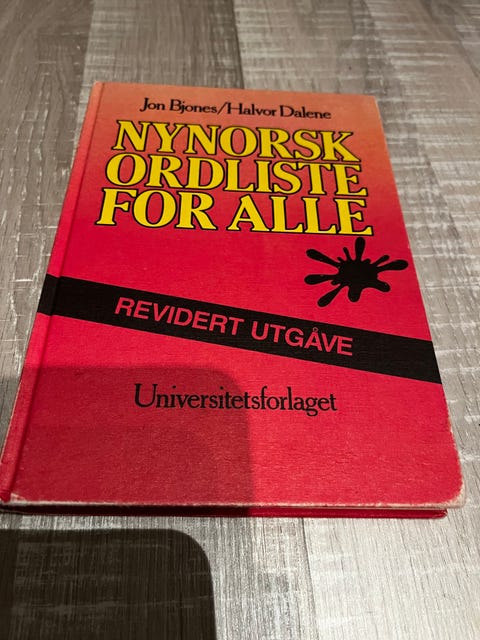 Jon Bjones/Halvor Dalene
NYNORSK
ORDLISTE
FOR ALLE
REVIDERT UTGÅVE
Universitetsforlaget